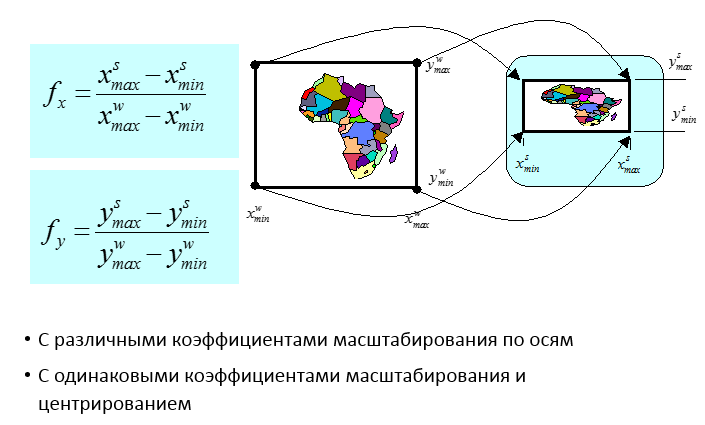 f_x = (x^s_max − x^s_min) / (x^w_max − x^w_min)
f_y = (y^s_max − y^s_min) / (y^w_max − y^w_min)
y^w_max
y^w_min
x^w_min
x^w_max
y^s_max
y^s_min
x^s_min
x^s_max
• С различными коэффициентами масштабирования по осям
• С одинаковыми коэффициентами масштабирования и
центрированием